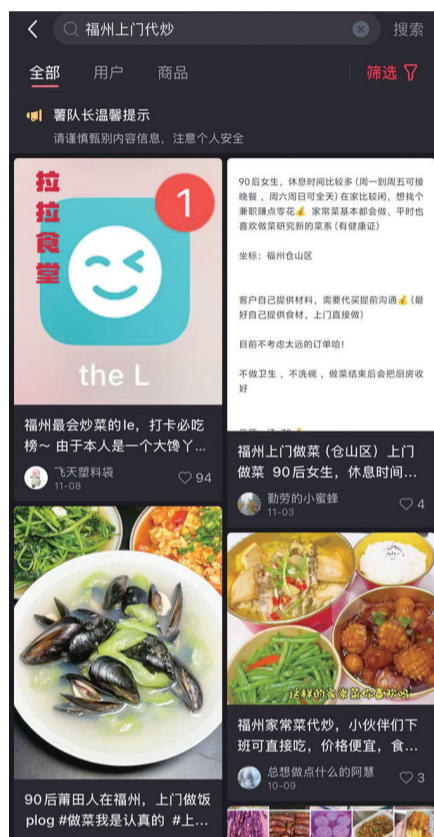 福州上门代炒
搜索
全部
用户
商品
筛选
薯队长温馨提示
请谨慎甄别内容信息，注意个人安全
拉拉食堂
1
the L
福州最会炒菜的le，打卡必吃
榜～ 由于本人是一个大馋丫...
飞天塑料袋
11-08
94
90后女生，休息时间比较多（周一到周五可接
晚餐，周六周日可全天）在家比较闲，想找个
兼职赚点零花💰 家常菜基本都会做，平时也
喜欢做菜研究新的菜系（有健康证）
坐标：福州仓山区
客户自己提供材料，需要代买提前沟通💰（最
好自己提供食材，上门直接做）
目前不考虑太远的订单哈！
不做卫生，不洗碗，做菜结束后会把厨房收
好
福州上门做菜（仓山区）上门
做菜 90后女生，休息时间...
勤劳的小蜜蜂
11-03
4
90后莆田人在福州，上门做饭
plog #做菜我是认真的 #上...
这样的家常菜你喜欢吗
福州家常菜代炒，小伙伴们下
班可直接吃，价格便宜，食...
总想做点什么的阿慧
10-09
3